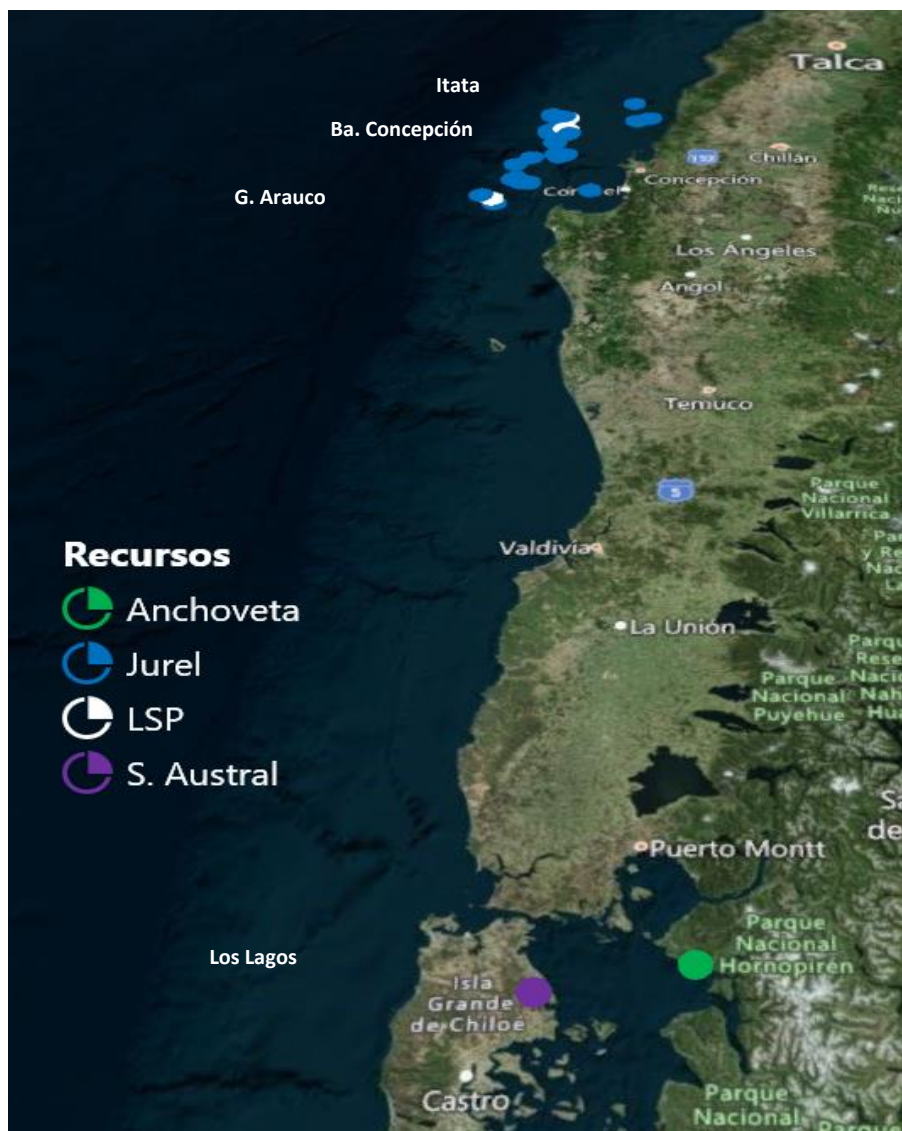 Talca
Itata
Ba. Concepción
Chillán
Concepción
G. Arauco
Los Ángeles
Angol
Temuco
5
Parque
Nacional
Villarrica
Valdivia
Recursos
Anchoveta
Jurel
LSP
S. Austral
La Unión
Parque
Nacional
Puyehue
Puerto Montt
Parque
Nacional
Hornopirén
Los Lagos
Isla
Grande
de Chiloé
Castro
Parque
Nacional